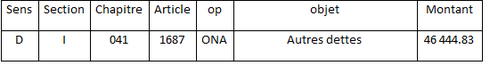 Sens Section Chapitre Article op objet Montant
D I 041 1687 ONA Autres dettes 46 444.83